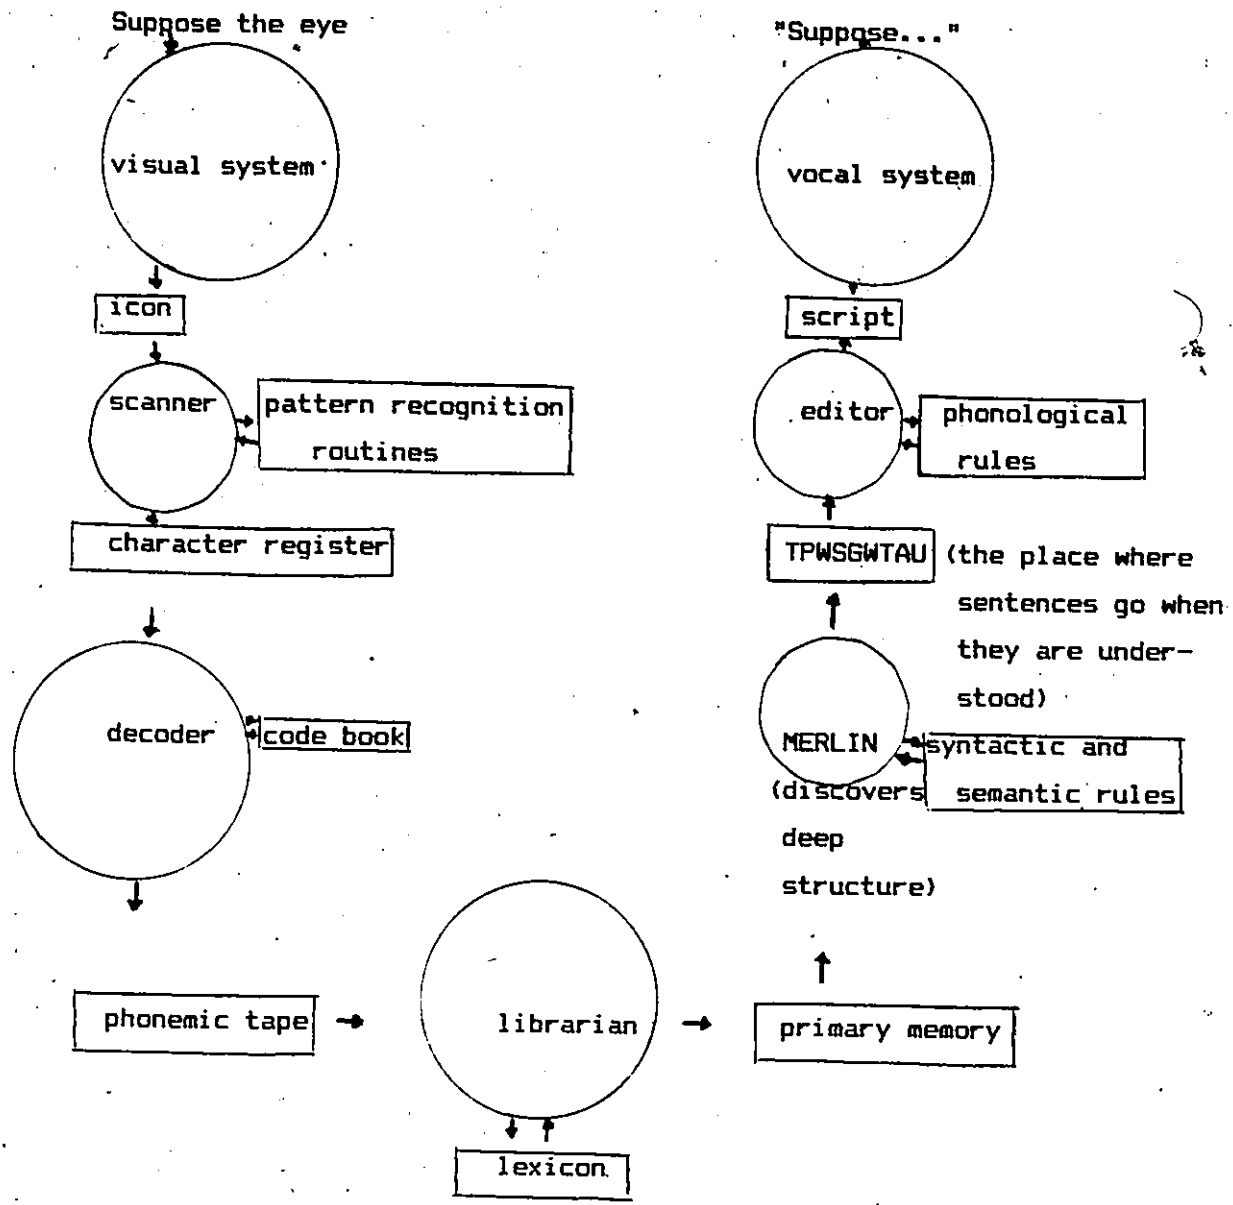 Suppose the eye
visual system
icon
scanner
pattern recognition
routines
character register
decoder
code book
phonemic tape
librarian
lexicon
primary memory
MERLIN
(discovers
deep
structure)
syntactic and
semantic rules
TPWSGWTAU
(the place where
sentences go when
they are under-
stood)
editor
phonological
rules
script
vocal system
"Suppose..."